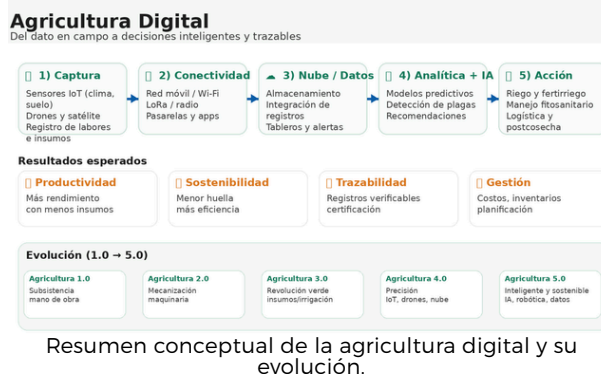 Agricultura Digital
Del dato en campo a decisiones inteligentes y trazables
1) Captura
Sensores IoT (clima,
suelo)
Drones y satélite
Registro de labores
e insumos
2) Conectividad
Red móvil / Wi-Fi
LoRa / radio
Pasarelas y apps
3) Nube / Datos
Almacenamiento
Integración de
registros
Tableros y alertas
4) Analítica + IA
Modelos predictivos
Detección de plagas
Recomendaciones
5) Acción
Riego y fertirriego
Manejo fitosanitario
Logística y
postcosecha
Resultados esperados
Productividad
Más rendimiento
con menos insumos
Sostenibilidad
Menor huella
más eficiencia
Trazabilidad
Registros verificables
certificación
Gestión
Costos, inventarios
planificación
Evolución (1.0 → 5.0)
Agricultura 1.0
Subsistencia
mano de obra
Agricultura 2.0
Mecanización
maquinaria
Agricultura 3.0
Revolución verde
insumos/irrigación
Agricultura 4.0
Precisión
IoT, drones, nube
Agricultura 5.0
Inteligente y sostenible
IA, robótica, datos
Resumen conceptual de la agricultura digital y su
evolución.